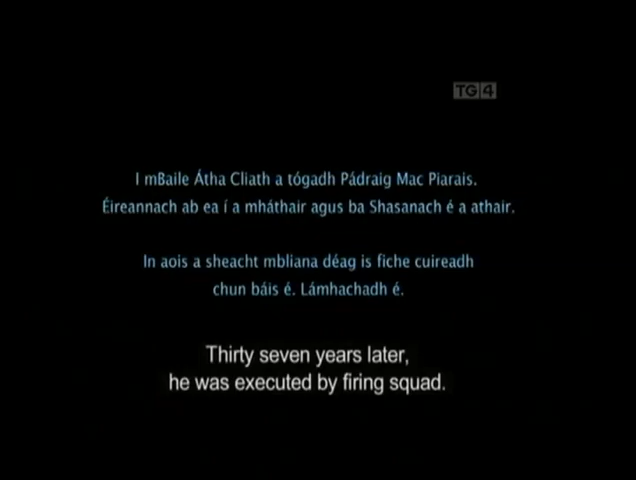 TG4
I mBaile Átha Cliath a tógadh Pádraig Mac Piarais.
Éireannach ab ea í a mháthair agus ba Shasanach é a athair.
In aois a sheacht mbliana déag is fiche cuireadh
chun báis é. Lámhachadh é.
Thirty seven years later,
he was executed by firing squad.